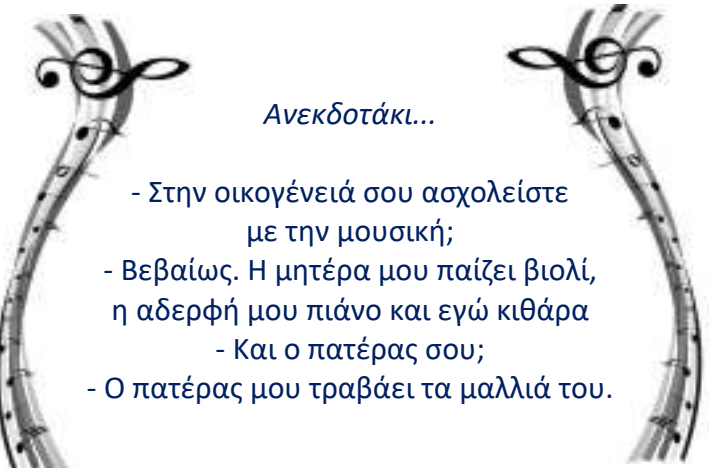 Ανεκδοτάκι...
- Στην οικογένειά σου ασχολείστε
με την μουσική;
- Βεβαίως. Η μητέρα μου παίζει βιολί,
η αδερφή μου πιάνο και εγώ κιθάρα
- Και ο πατέρας σου;
- Ο πατέρας μου τραβάει τα μαλλιά του.